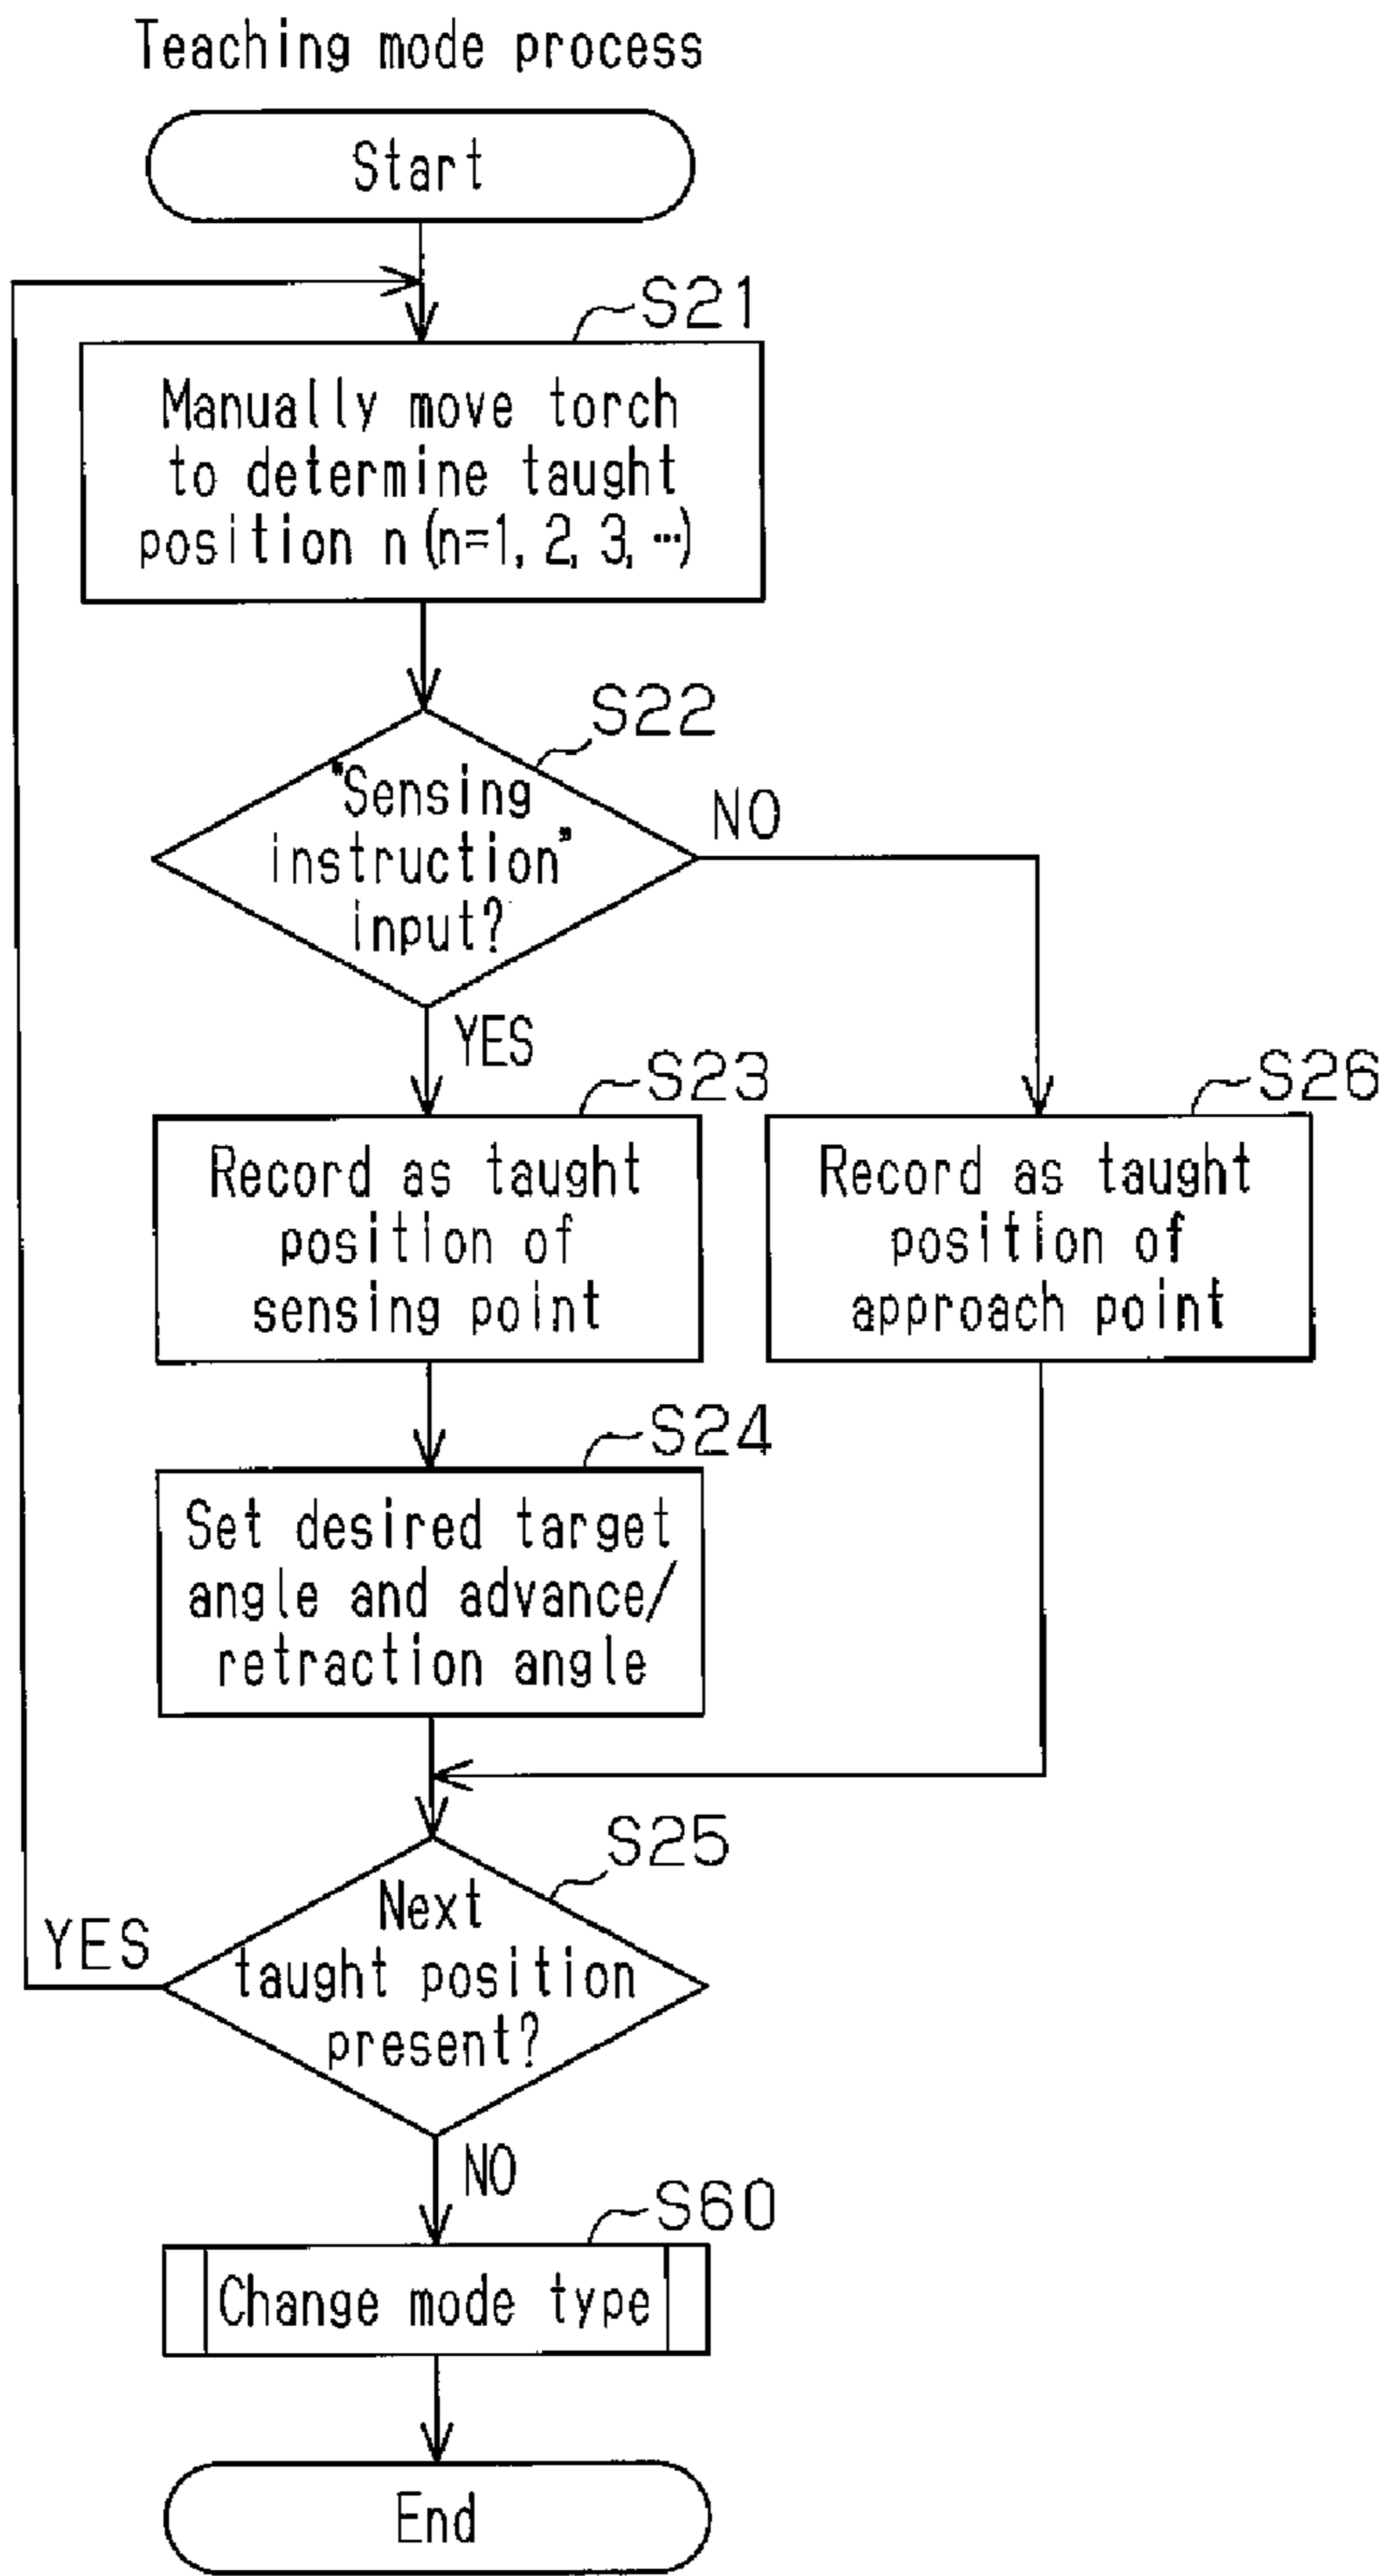 Teaching mode process
Start
S21
Manually move torch
to determine taught
position n(n=1, 2, 3, …)
S22
"Sensing
instruction"
input?
NO
YES
S23
Record as taught
position of
sensing point
S26
Record as taught
position of
approach point
S24
Set desired target
angle and advance/
retraction angle
S25
Next
taught position
present?
YES
NO
S60
Change mode type
End